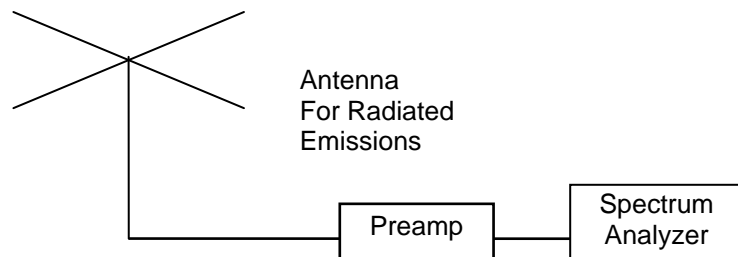 Antenna
For Radiated
Emissions
Preamp
Spectrum
Analyzer